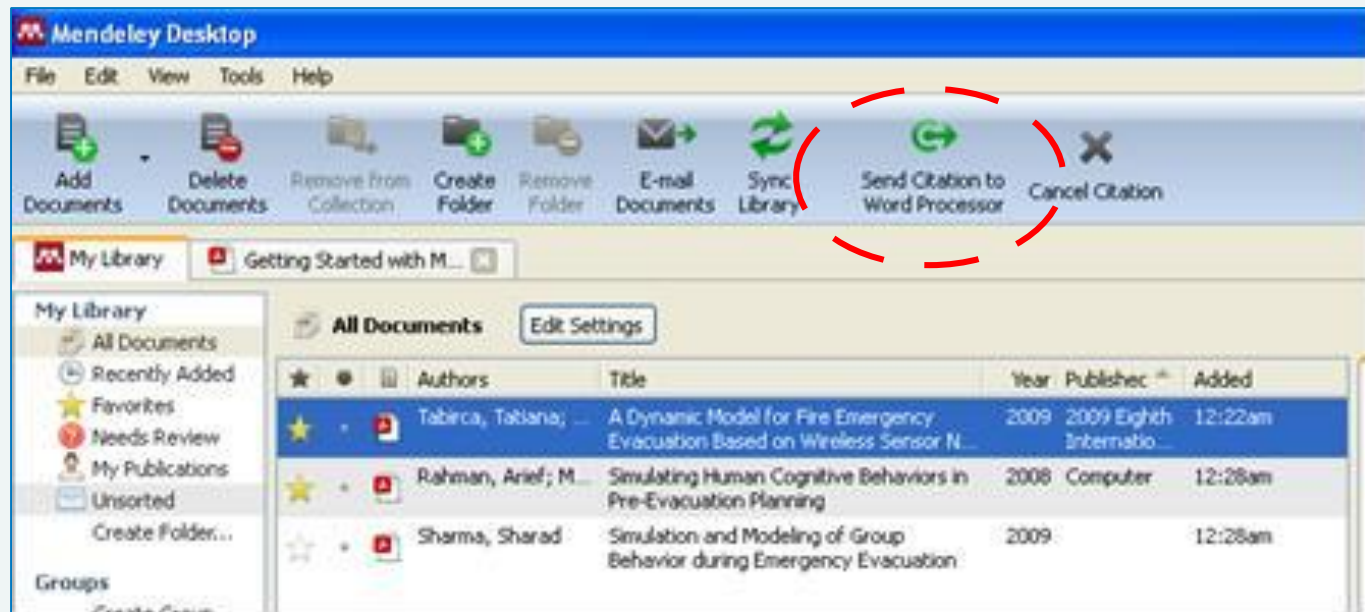 Mendeley Desktop
File Edit View Tools Help
Add Documents
Delete Documents
Remove from Collection
Create Folder
Remove Folder
E-mail Documents
Sync Library
Send Citation to Word Processor
Cancel Citation
My Library
Getting Started with M...
My Library
All Documents
Recently Added
Favorites
Needs Review
My Publications
Unsorted
Create Folder...
Groups
Create Group
All Documents Edit Settings
Authors Title Year Publishec Added
Tabirca, Tatiana; ... A Dynamic Model for Fire Emergency 2009 2009 Eighth 12:22am
Evacuation Based on Wireless Sensor N... Internatio...
Rahman, Arief; M... Simulating Human Cognitive Behaviors in 2008 Computer 12:28am
Pre-Evacuation Planning
Sharma, Sharad Simulation and Modeling of Group 2009 12:28am
Behavior during Emergency Evacuation